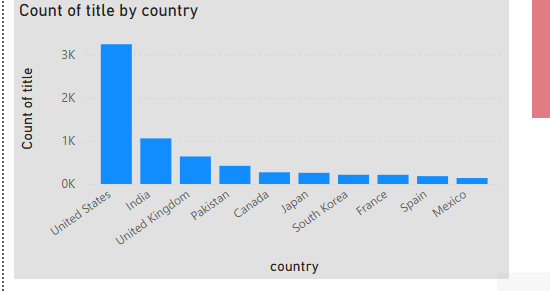 Count of title by country
Count of title
3K
2K
1K
0K
United States
India
United Kingdom
Pakistan
Canada
Japan
South Korea
France
Spain
Mexico
country